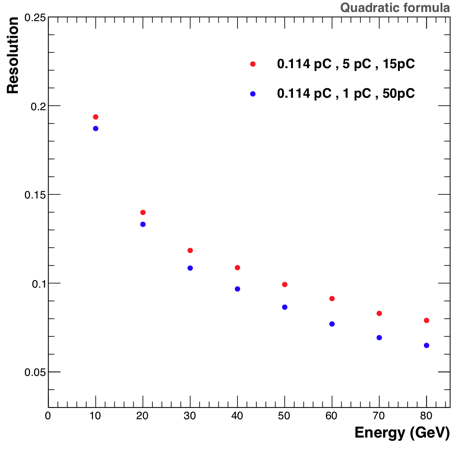 Quadratic formula
Resolution
0.25
0.2
0.15
0.1
0.05
0.114 pC , 5 pC , 15pC
0.114 pC , 1 pC , 50pC
0 10 20 30 40 50 60 70 80
Energy (GeV)